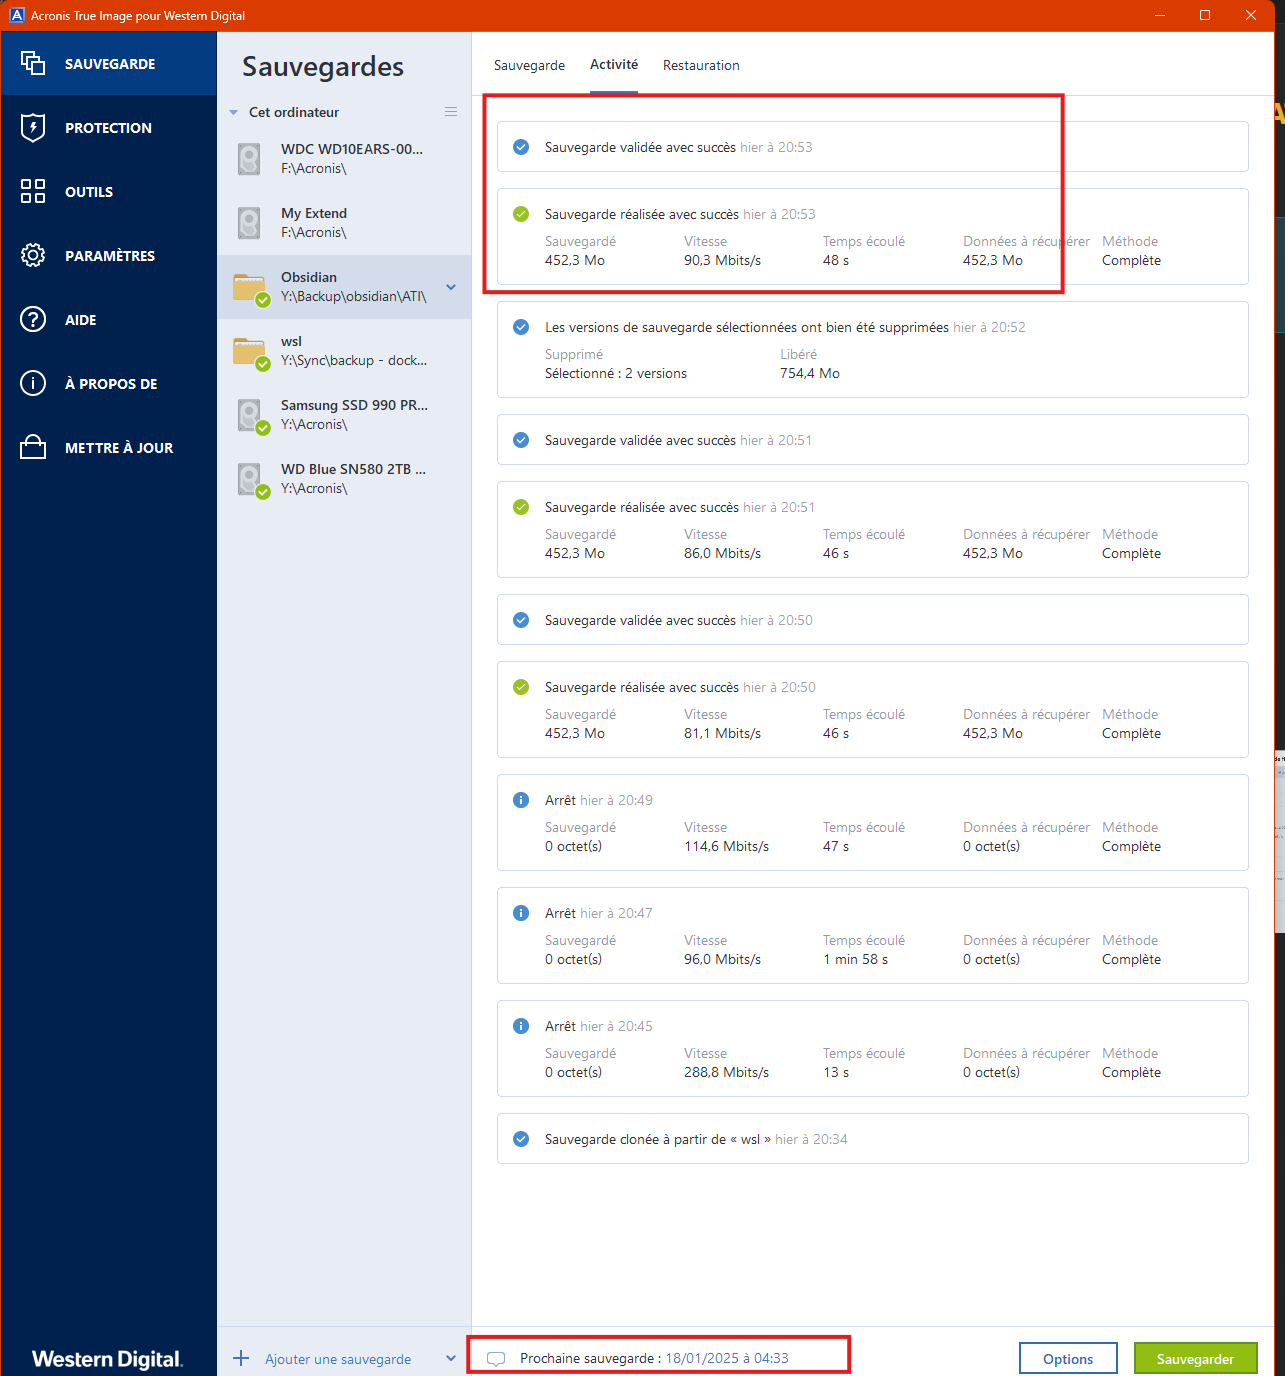 Acronis True Image pour Western Digital
SAUVEGARDE
PROTECTION
OUTILS
PARAMÈTRES
AIDE
À PROPOS DE
METTRE À JOUR
Western Digital.
Sauvegardes
Cet ordinateur
WDC WD10EARS-00...
F:\Acronis\
My Extend
F:\Acronis\
Obsidian
Y:\Backup\obsidian\ATI\
wsl
Y:\Sync\backup - dock...
Samsung SSD 990 PR...
Y:\Acronis\
WD Blue SN580 2TB ...
Y:\Acronis\
Ajouter une sauvegarde
Sauvegarde Activité Restauration
Sauvegarde validée avec succès hier à 20:53
Sauvegarde réalisée avec succès hier à 20:53
Sauvegardé Vitesse Temps écoulé Données à récupérer Méthode
452,3 Mo 90,3 Mbits/s 48 s 452,3 Mo Complète
Les versions de sauvegarde sélectionnées ont bien été supprimées hier à 20:52
Supprimé Libéré
Sélectionné : 2 versions 754,4 Mo
Sauvegarde validée avec succès hier à 20:51
Sauvegarde réalisée avec succès hier à 20:51
Sauvegardé Vitesse Temps écoulé Données à récupérer Méthode
452,3 Mo 86,0 Mbits/s 46 s 452,3 Mo Complète
Sauvegarde validée avec succès hier à 20:50
Sauvegarde réalisée avec succès hier à 20:50
Sauvegardé Vitesse Temps écoulé Données à récupérer Méthode
452,3 Mo 81,1 Mbits/s 46 s 452,3 Mo Complète
Arrêt hier à 20:49
Sauvegardé Vitesse Temps écoulé Données à récupérer Méthode
0 octet(s) 114,6 Mbits/s 47 s 0 octet(s) Complète
Arrêt hier à 20:47
Sauvegardé Vitesse Temps écoulé Données à récupérer Méthode
0 octet(s) 96,0 Mbits/s 1 min 58 s 0 octet(s) Complète
Arrêt hier à 20:45
Sauvegardé Vitesse Temps écoulé Données à récupérer Méthode
0 octet(s) 288,8 Mbits/s 13 s 0 octet(s) Complète
Sauvegarde clonée à partir de « wsl » hier à 20:34
Prochaine sauvegarde : 18/01/2025 à 04:33
Options
Sauvegarder